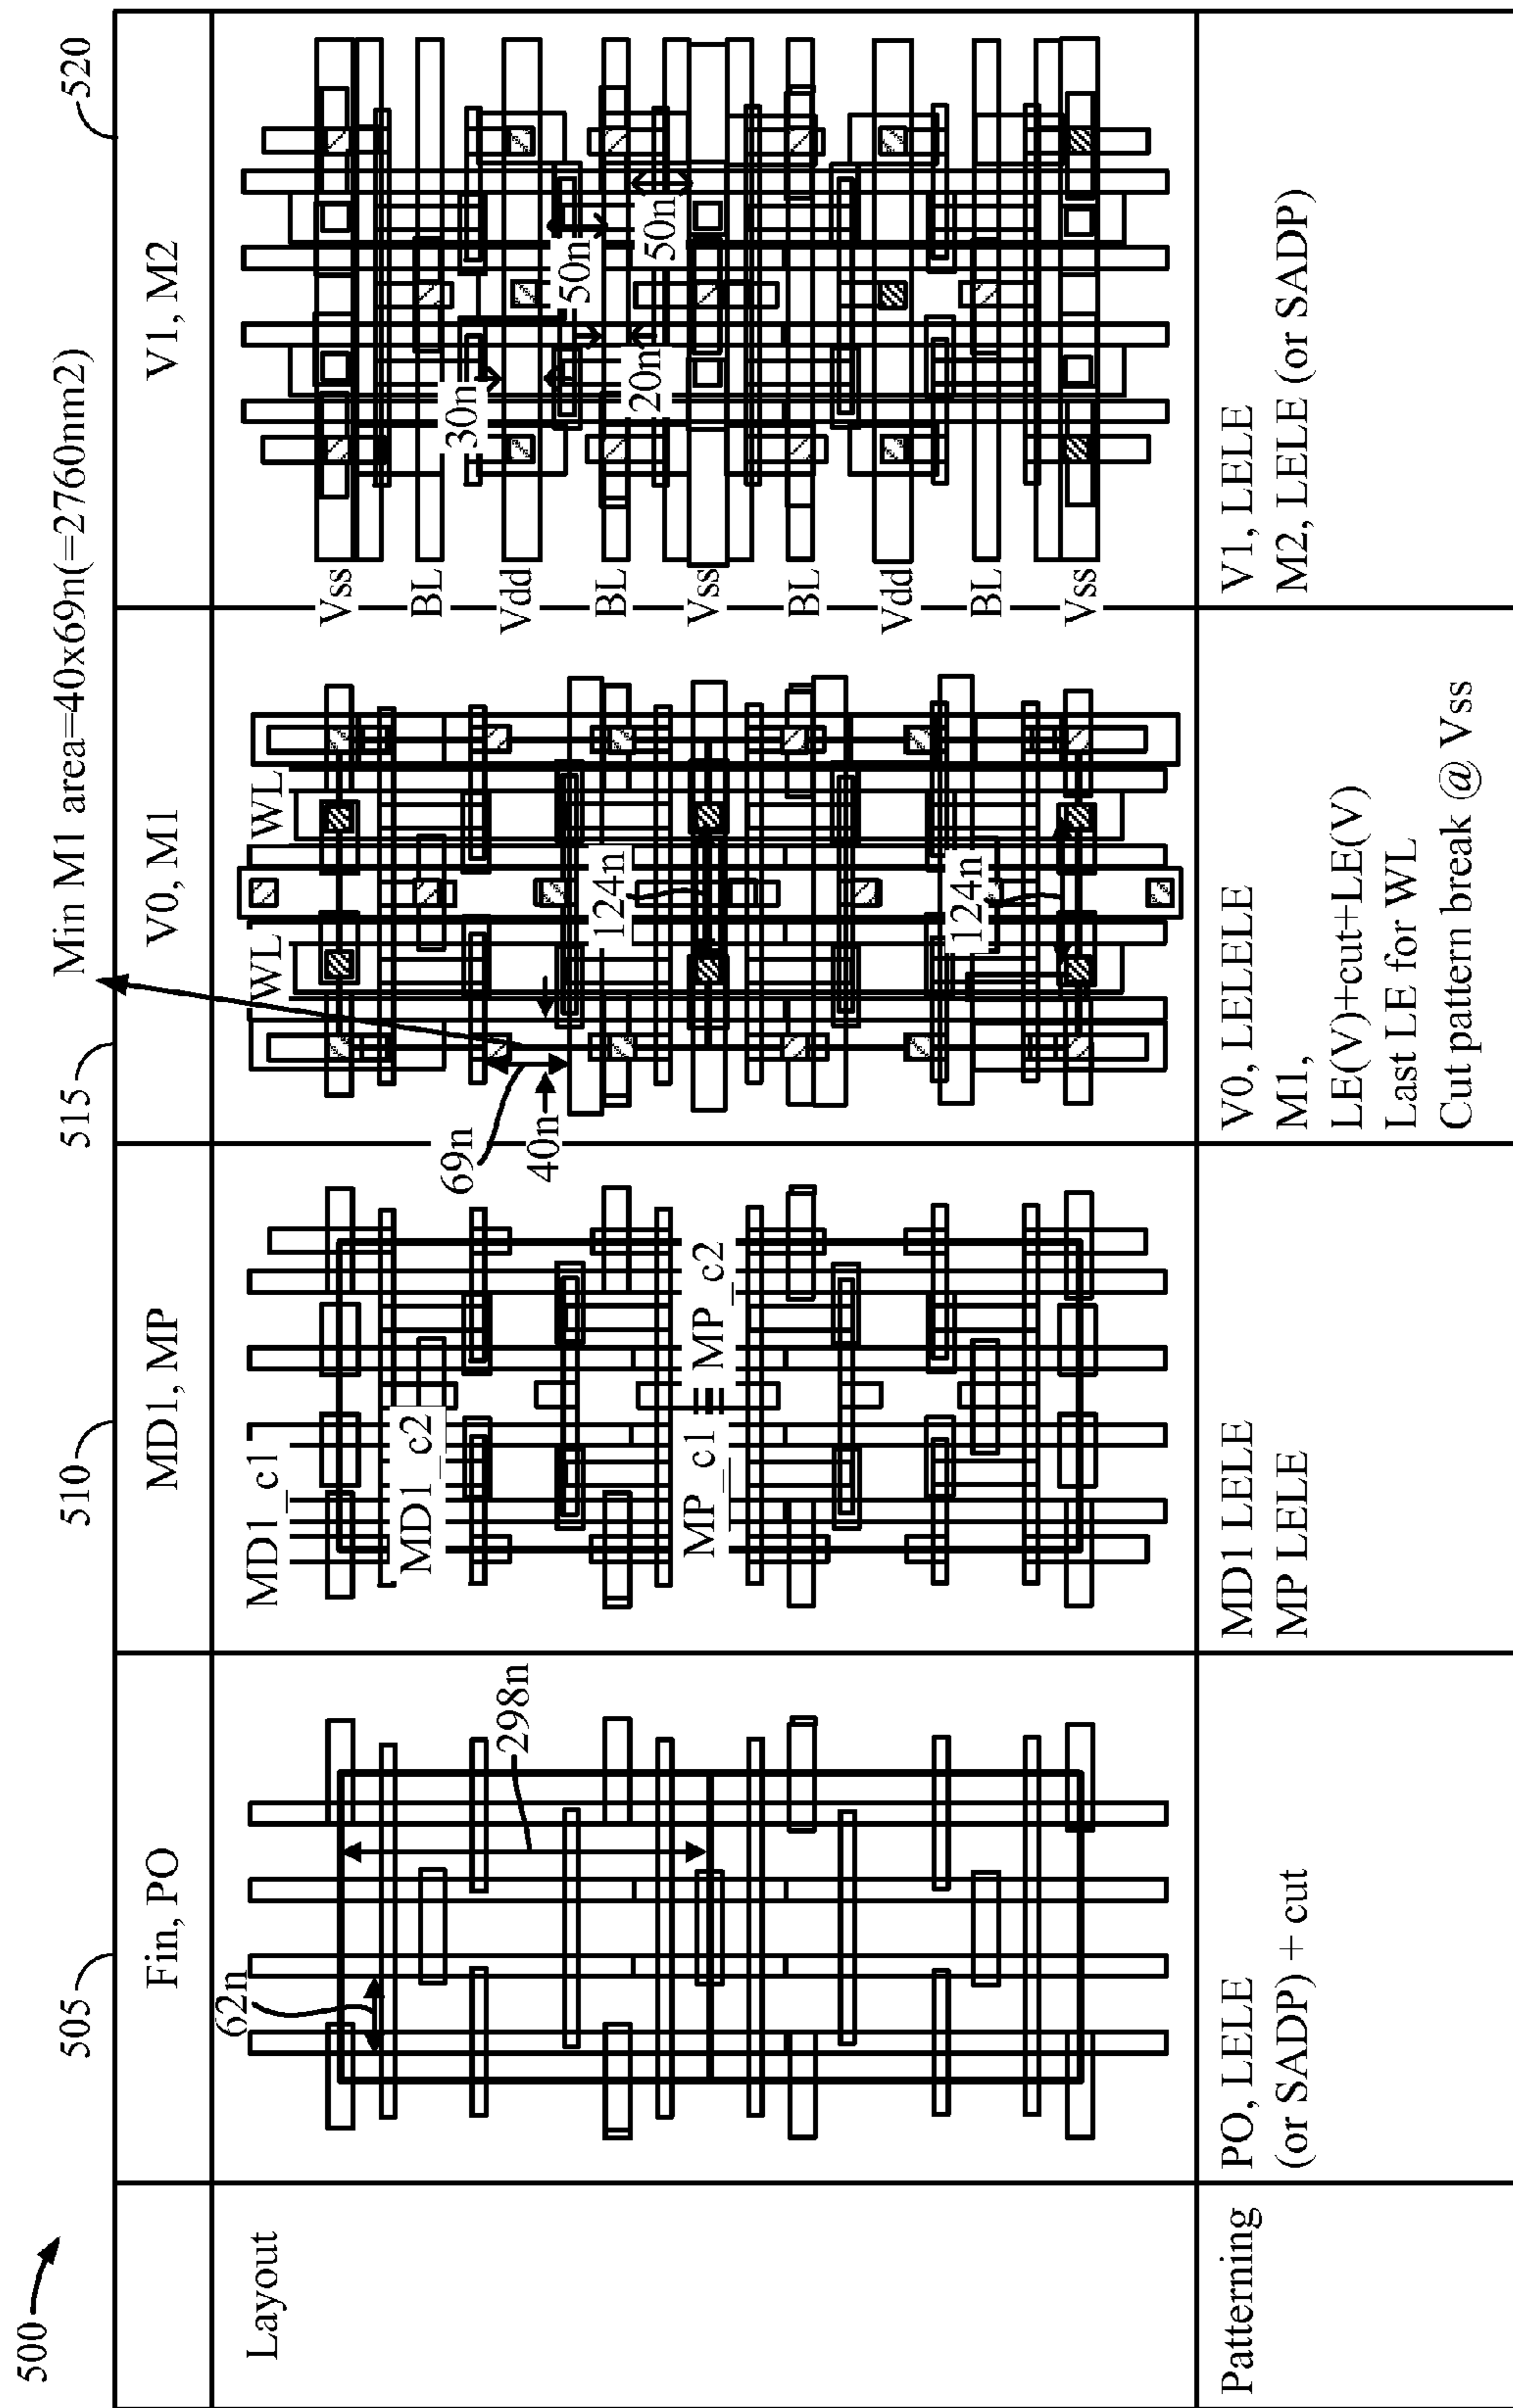 500
505
510
515
520
Min M1 area=40x69n(=2760nm2)
Fin, PO
MD1, MP
V0, M1
V1, M2
Layout
62n
298n
MD1_c1
MD1_c2
MP_c1
MP_c2
69n
40n
WL
WL
124n
124n
Vss
BL
Vdd
BL
Vss
BL
Vdd
BL
Vss
30n
50n
20n
50n
Patterning
PO, LELE
(or SADP) + cut
MD1 LELE
MP LELE
V0, LELELE
M1,
LE(V)+cut+LE(V)
Last LE for WL
Cut pattern break @ Vss
V1, LELE
M2, LELE (or SADP)